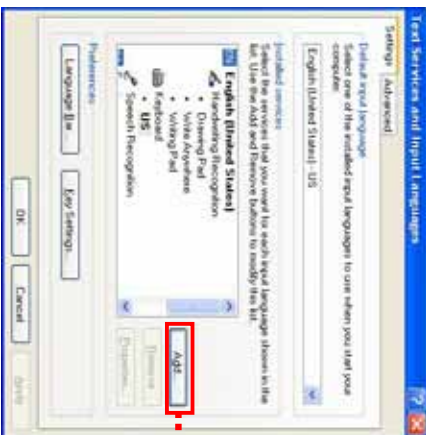 Text Services and Input Languages
Settings Advanced
Default input language
Select one of the installed input languages to use when you start your
computer.
English (United States) - US
Installed services
Select the services that you want for each input language shown in the
list. Use the Add and Remove buttons to modify this list.
English (United States)
Handwriting Recognition
• Drawing Pad
• Write Anywhere
• Writing Pad
Keyboard
• US
Speech Recognition
Add...
Remove
Properties...
Preferences
Language Bar...
Key Settings...
OK
Cancel
Apply